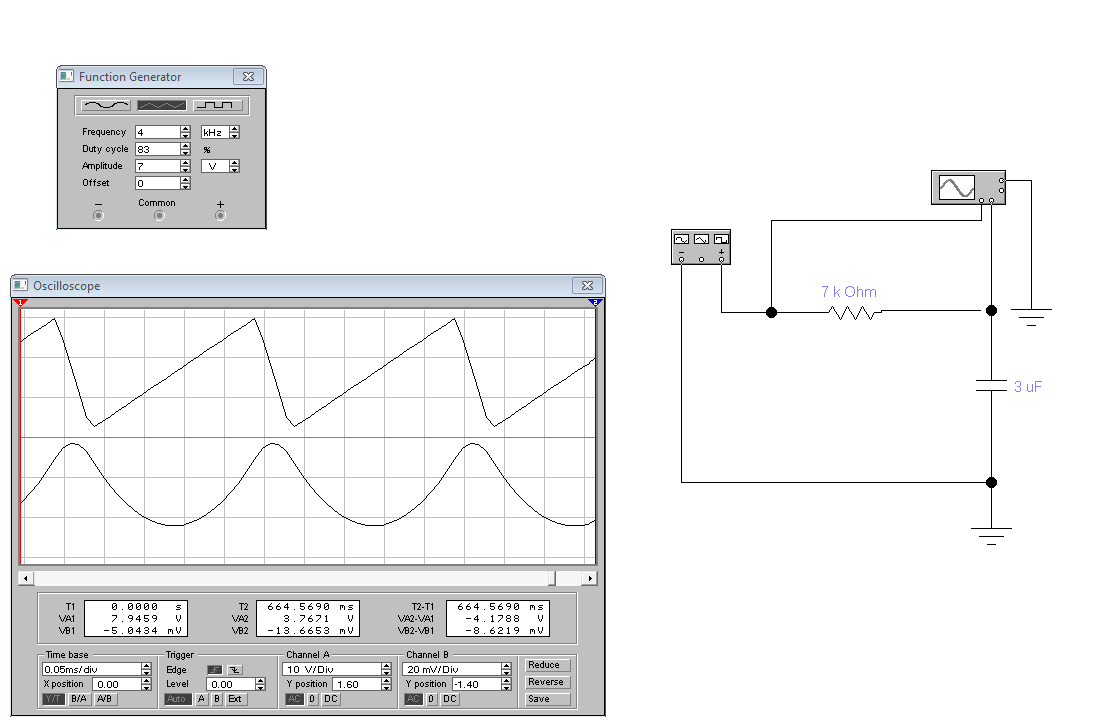 Function Generator
Frequency 4 kHz
Duty cycle 83 %
Amplitude 7 V
Offset 0
− Common +
7 k Ohm
3 uF
− +
Oscilloscope
1 2
T1 0.0000 s T2 664.5690 ms T2-T1 664.5690 ms
VA1 7.9459 V VA2 3.7671 V VA2-VA1 -4.1788 V
VB1 -5.0434 mV VB2 -13.6653 mV VB2-VB1 -8.6219 mV
Time base Trigger Channel A Channel B
0.05ms/div Edge 10 V/Div 20 mV/Div Reduce
X position 0.00 Level 0.00 Y position 1.60 Y position -1.40 Reverse
Y/T B/A A/B Auto A B Ext AC 0 DC AC 0 DC Save